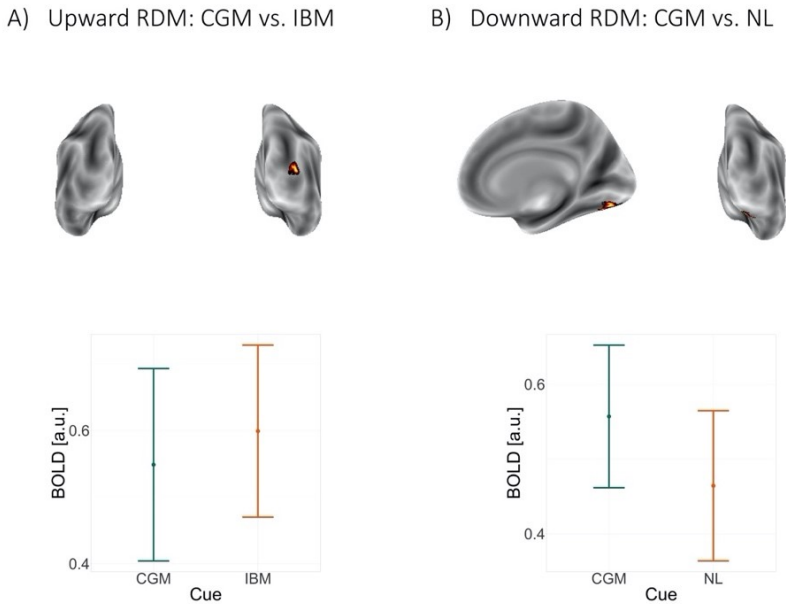 A) Upward RDM: CGM vs. IBM
B) Downward RDM: CGM vs. NL
BOLD [a.u.]
0.6
0.4
CGM IBM
Cue
BOLD [a.u.]
0.6
0.4
CGM NL
Cue